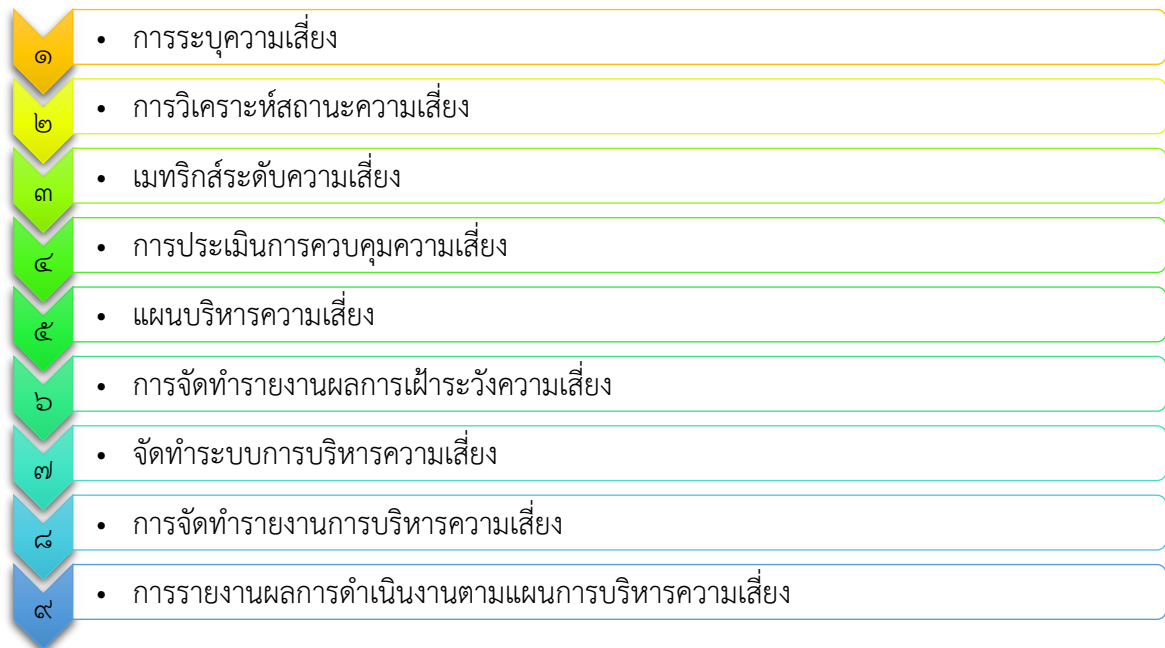 ๑ • การระบุความเสี่ยง
๒ • การวิเคราะห์สถานะความเสี่ยง
๓ • เมทริกส์ระดับความเสี่ยง
๔ • การประเมินการควบคุมความเสี่ยง
๕ • แผนบริหารความเสี่ยง
๖ • การจัดทำรายงานผลการเฝ้าระวังความเสี่ยง
๗ • จัดทำระบบการบริหารความเสี่ยง
๘ • การจัดทำรายงานการบริหารความเสี่ยง
๙ • การรายงานผลการดำเนินงานตามแผนการบริหารความเสี่ยง